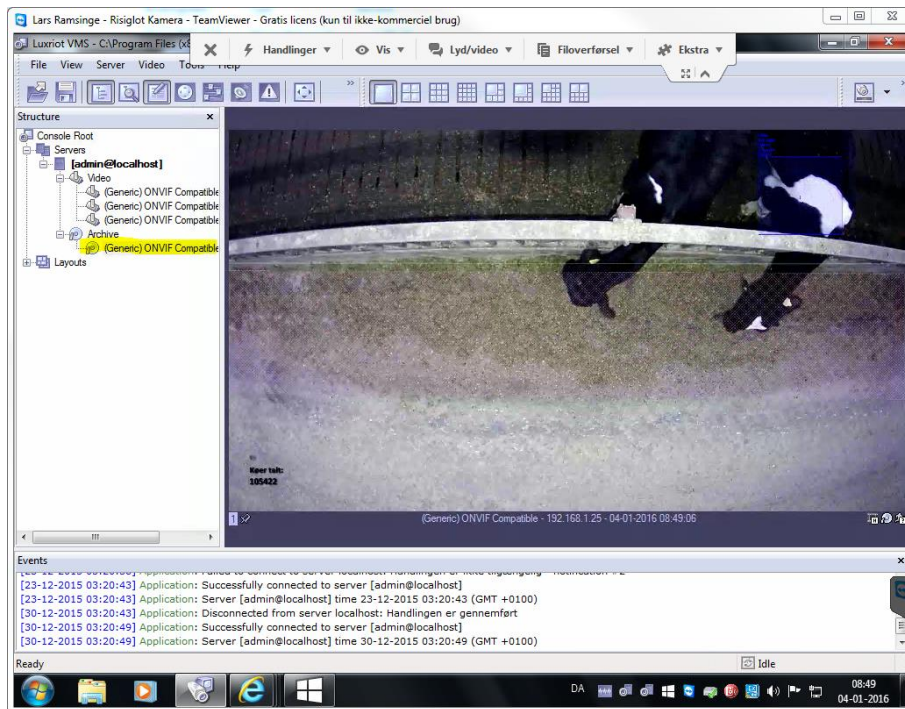 Lars Ramsinge - Risiglot Kamera - TeamViewer - Gratis licens (kun til ikke-kommerciel brug)
Luxriot VMS - C:\Program Files (x8
Handlinger
Vis
Lyd/video
Filoverførsel
Ekstra
File View Server Video Tools Help
Structure
Console Root
Servers
[admin@localhost]
Video
(Generic) ONVIF Compatible
(Generic) ONVIF Compatible
(Generic) ONVIF Compatible
Archive
(Generic) ONVIF Compatible
Layouts
Køer talt:
105422
1
(Generic) ONVIF Compatible - 192.168.1.25 - 04-01-2016 08:49:06
Events
[23-12-2015 03:20:43] Application: Successfully connected to server [admin@localhost]
[23-12-2015 03:20:43] Application: Server [admin@localhost] time 23-12-2015 03:20:43 (GMT +0100)
[30-12-2015 03:20:43] Application: Disconnected from server localhost: Handlingen er gennemført
[30-12-2015 03:20:49] Application: Successfully connected to server [admin@localhost]
[30-12-2015 03:20:49] Application: Server [admin@localhost] time 30-12-2015 03:20:49 (GMT +0100)
Ready
Idle
DA
08:49
04-01-2016